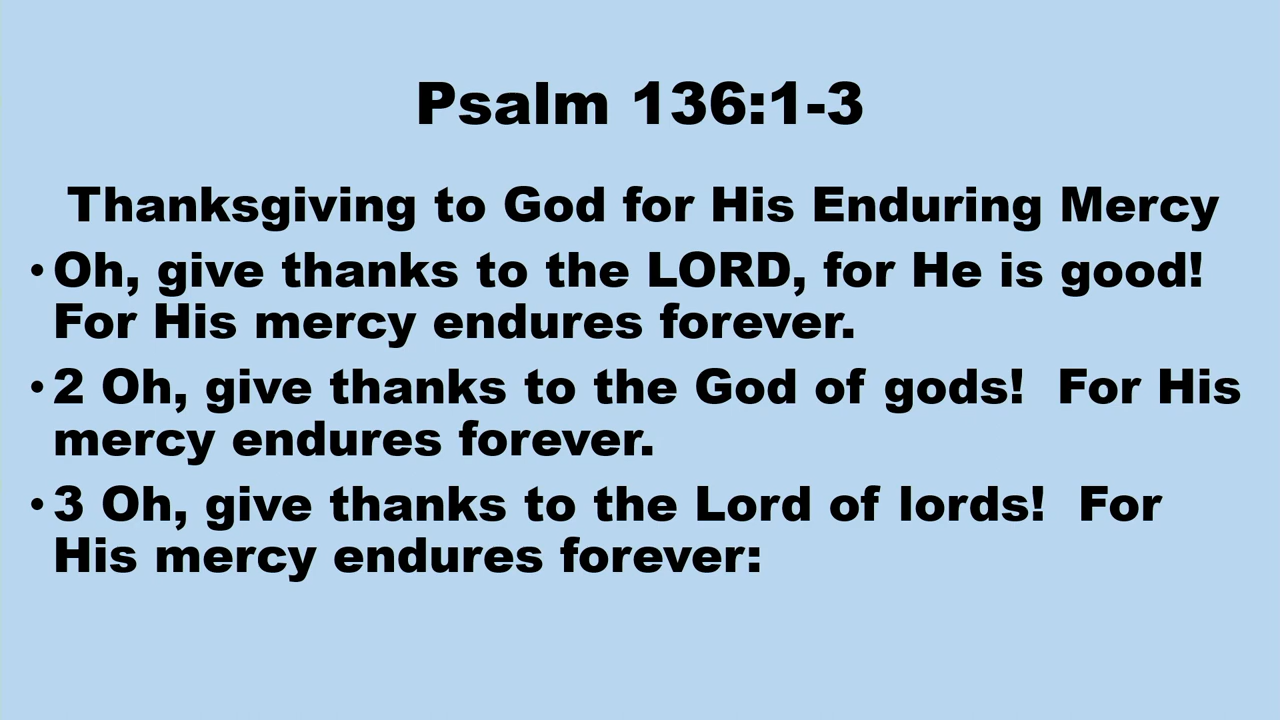 Psalm 136:1-3
Thanksgiving to God for His Enduring Mercy
• Oh, give thanks to the LORD, for He is good!
For His mercy endures forever.
• 2 Oh, give thanks to the God of gods!  For His
mercy endures forever.
• 3 Oh, give thanks to the Lord of lords!  For
His mercy endures forever: